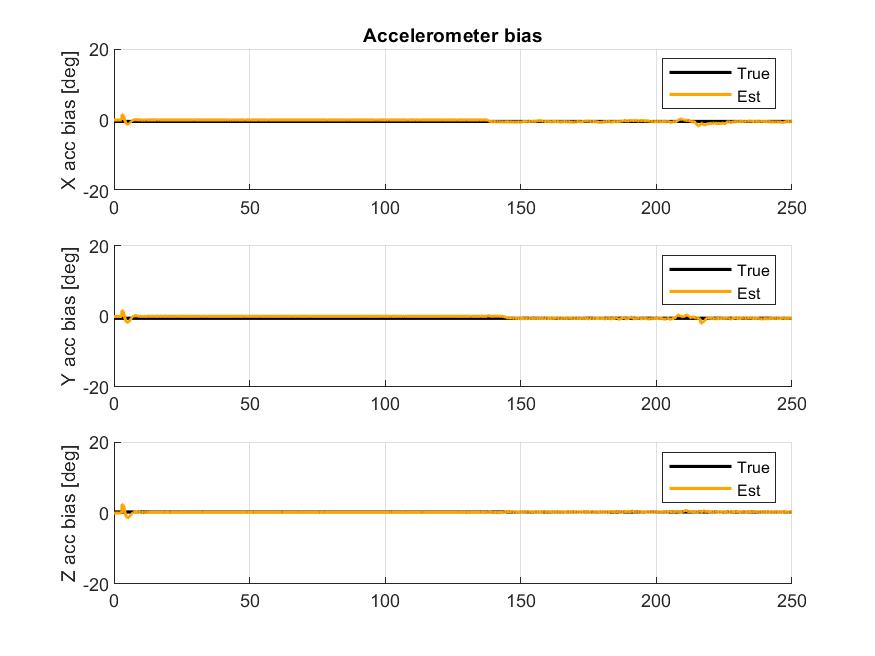 Accelerometer bias
X acc bias [deg]
20
0
-20
True
Est
0 50 100 150 200 250
Y acc bias [deg]
20
0
-20
True
Est
0 50 100 150 200 250
Z acc bias [deg]
20
0
-20
True
Est
0 50 100 150 200 250